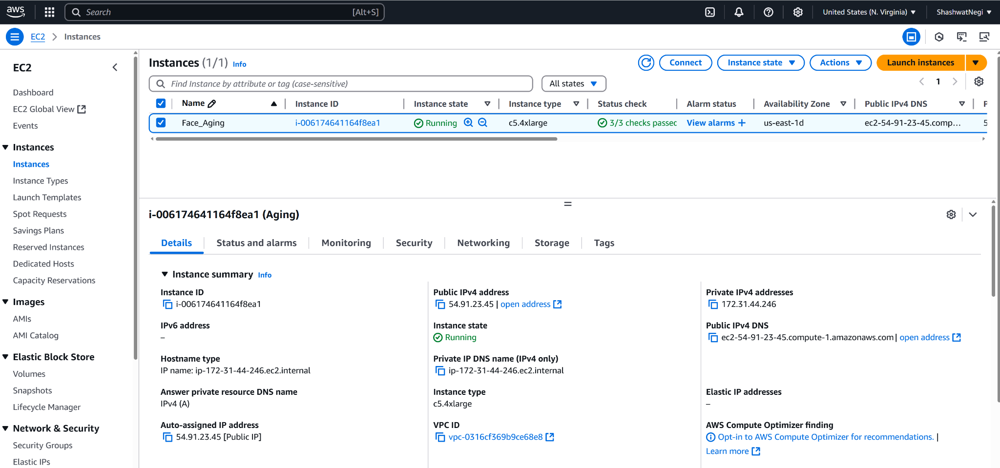 aws Search [Alt+S] United States (N. Virginia) ShashwatNegi
EC2 Instances
EC2
Dashboard
EC2 Global View
Events
Instances
Instances
Instance Types
Launch Templates
Spot Requests
Savings Plans
Reserved Instances
Dedicated Hosts
Capacity Reservations
Images
AMIs
AMI Catalog
Elastic Block Store
Volumes
Snapshots
Lifecycle Manager
Network & Security
Security Groups
Elastic IPs
Instances (1/1) Info Connect Instance state Actions Launch instances
Find Instance by attribute or tag (case-sensitive) All states 1
Name Instance ID Instance state Instance type Status check Alarm status Availability Zone Public IPv4 DNS P
Face_Aging i-006174641164f8ea1 Running c5.4xlarge 3/3 checks passec View alarms + us-east-1d ec2-54-91-23-45.comp… 5
i-006174641164f8ea1 (Aging)
Details Status and alarms Monitoring Security Networking Storage Tags
Instance summary Info
Instance ID
i-006174641164f8ea1
IPv6 address
–
Hostname type
IP name: ip-172-31-44-246.ec2.internal
Answer private resource DNS name
IPv4 (A)
Auto-assigned IP address
54.91.23.45 [Public IP]
Public IPv4 address
54.91.23.45 | open address
Instance state
Running
Private IP DNS name (IPv4 only)
ip-172-31-44-246.ec2.internal
Instance type
c5.4xlarge
VPC ID
vpc-0316cf369b9ce68e8
Private IPv4 addresses
172.31.44.246
Public IPv4 DNS
ec2-54-91-23-45.compute-1.amazonaws.com | open address
Elastic IP addresses
–
AWS Compute Optimizer finding
Opt-in to AWS Compute Optimizer for recommendations. |
Learn more